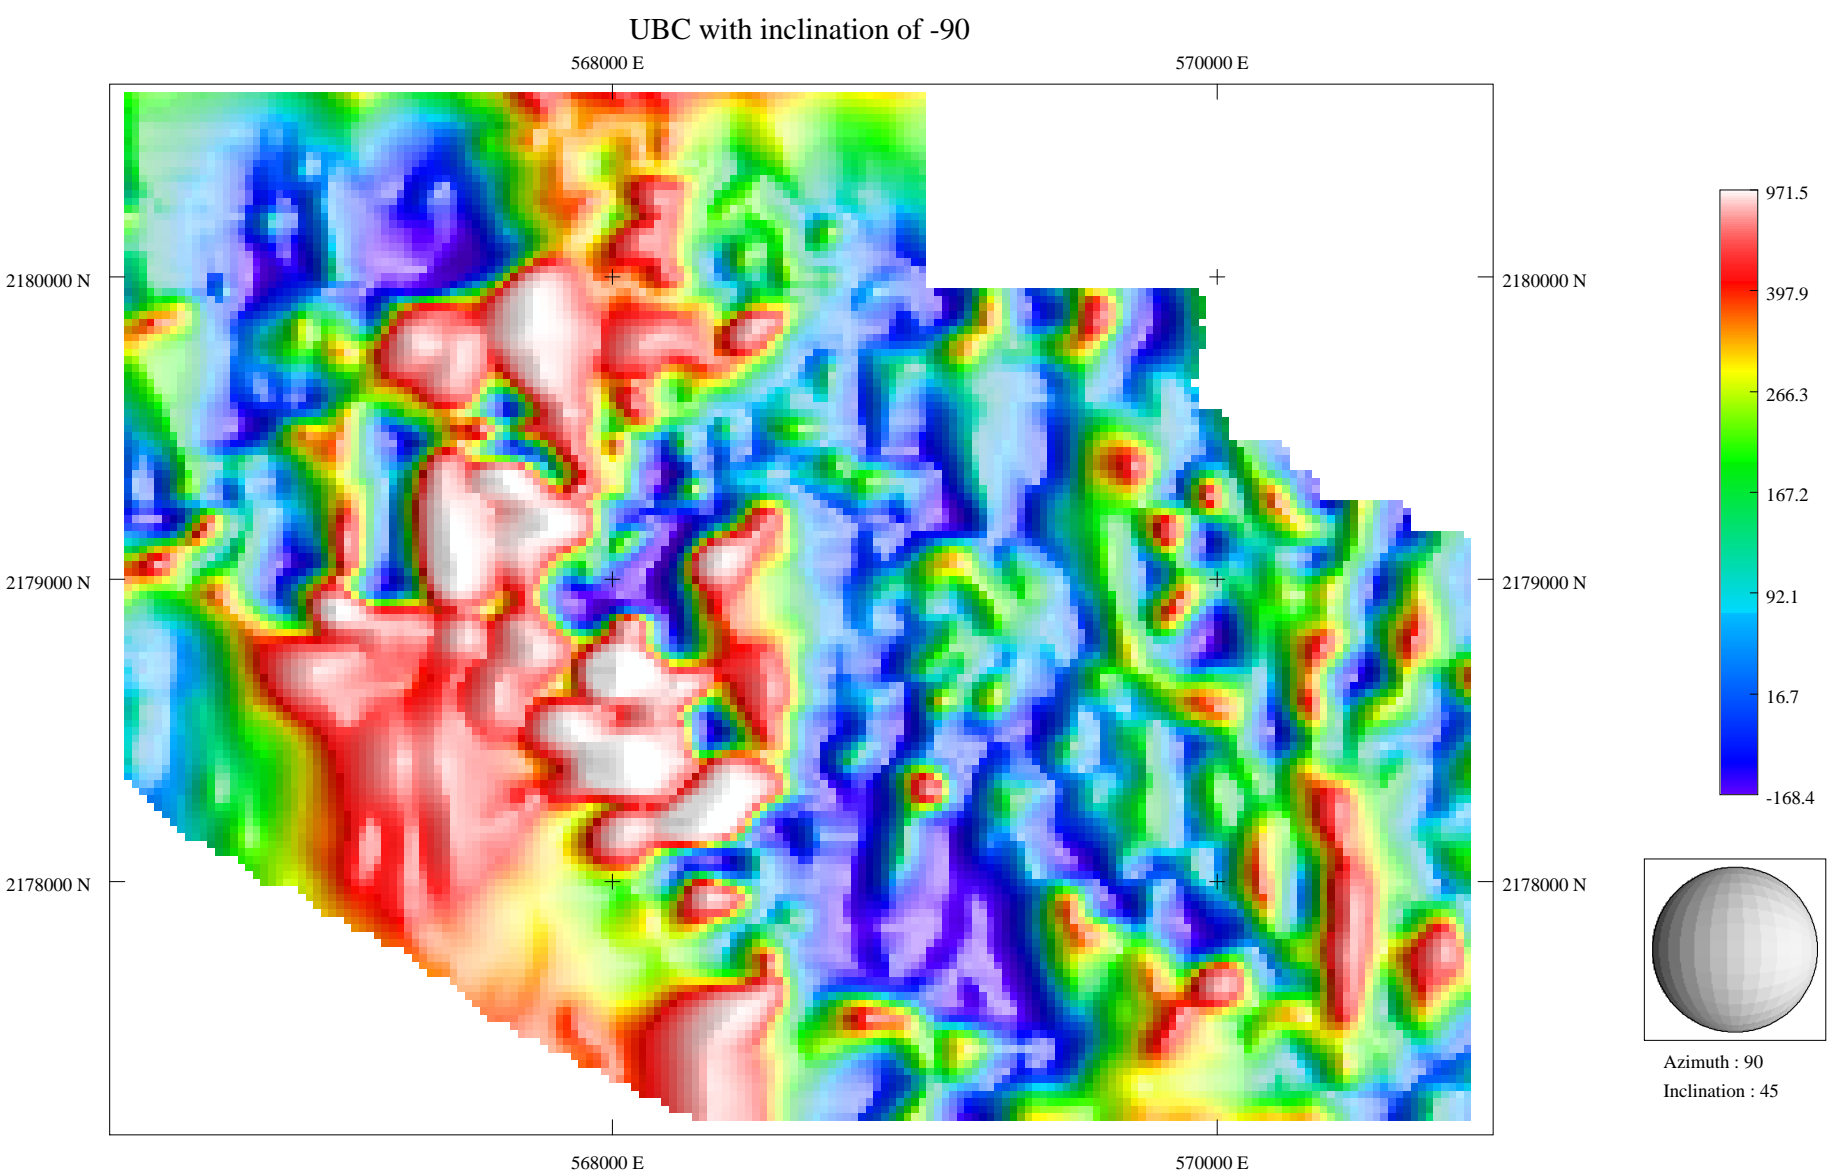 UBC with inclination of -90
568000 E
570000 E
2180000 N
2180000 N
2179000 N
2179000 N
2178000 N
2178000 N
568000 E
570000 E
971.5
397.9
266.3
167.2
92.1
16.7
-168.4
Azimuth : 90
Inclination : 45